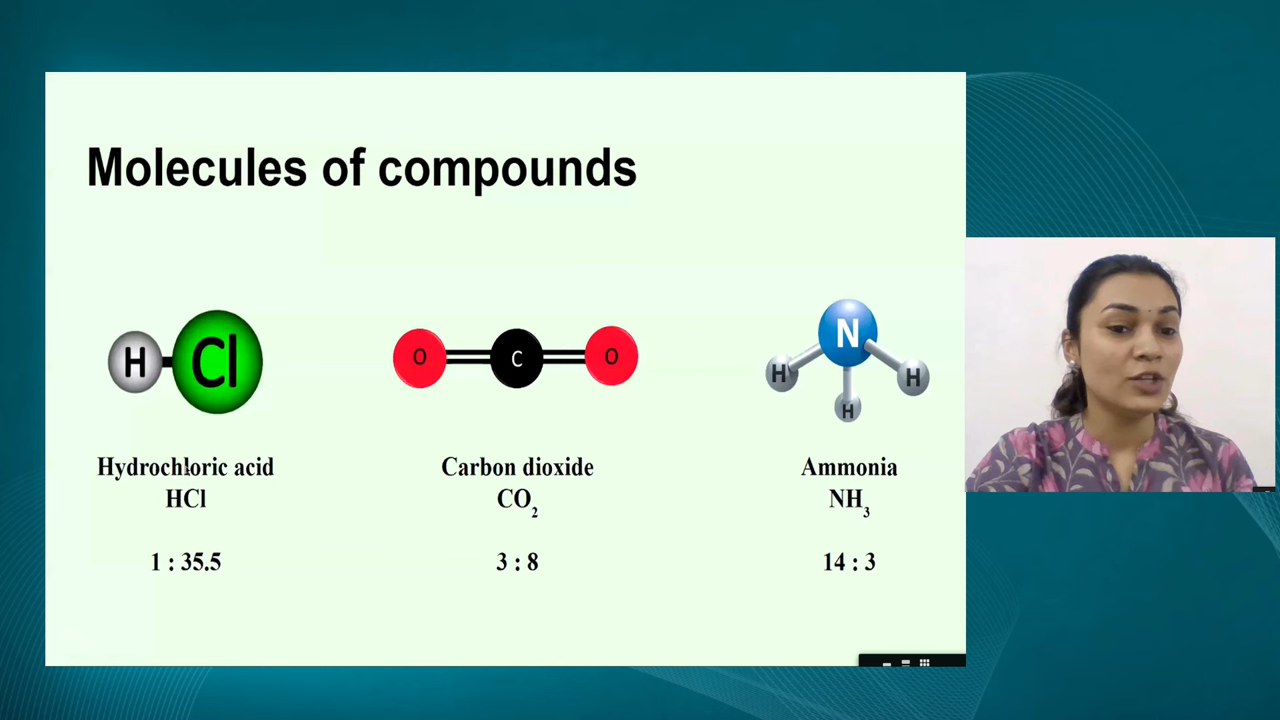 Molecules of compounds
H Cl
O C O
N
H H
H
Hydrochloric acid
HCl
1 : 35.5
Carbon dioxide
CO₂
3 : 8
Ammonia
NH₃
14 : 3